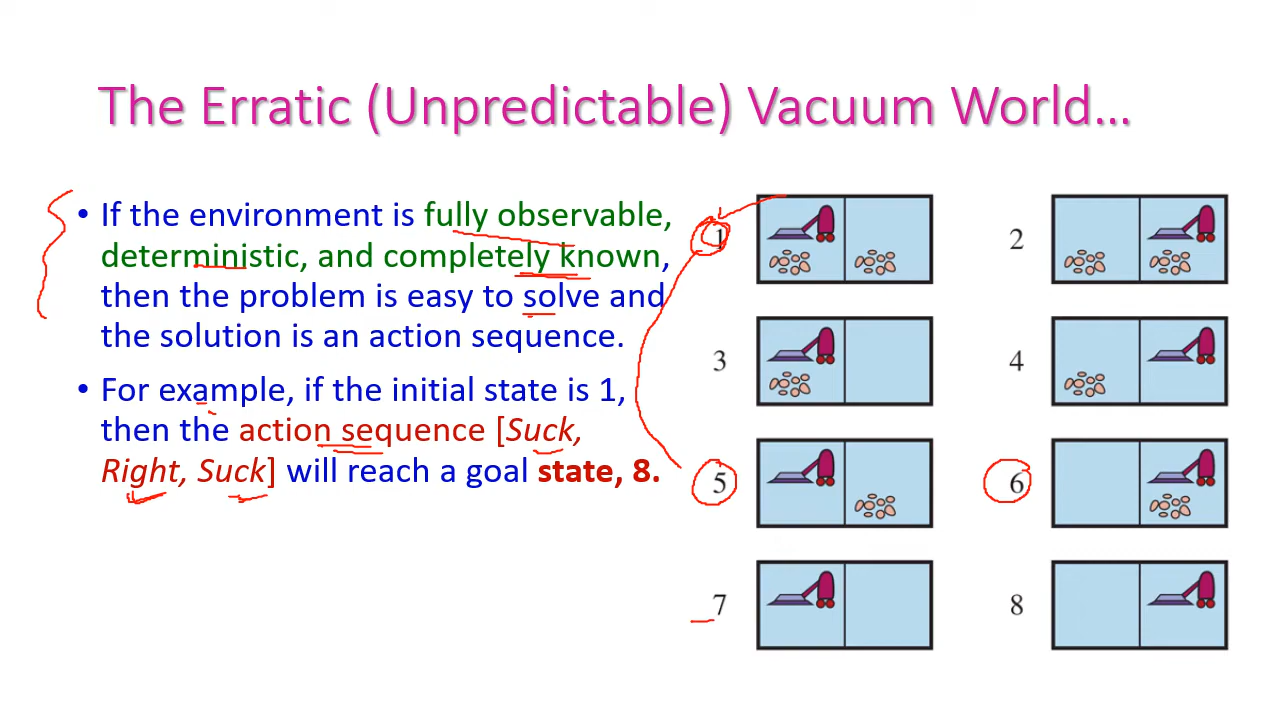 The Erratic (Unpredictable) Vacuum World...
• If the environment is fully observable,
deterministic, and completely known,
then the problem is easy to solve and
the solution is an action sequence.
• For example, if the initial state is 1,
then the action sequence [Suck,
Right, Suck] will reach a goal state, 8.
1
2
3
4
5
6
7
8